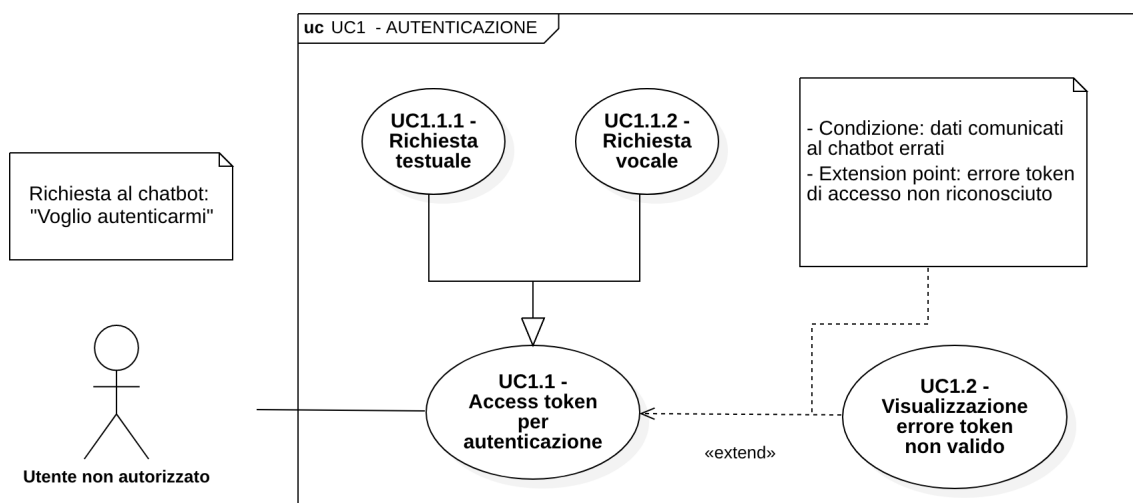 uc UC1 - AUTENTICAZIONE
UC1.1.1 -
Richiesta
testuale
UC1.1.2 -
Richiesta
vocale
- Condizione: dati comunicati
al chatbot errati
- Extension point: errore token
di accesso non riconosciuto
Richiesta al chatbot:
"Voglio autenticarmi"
UC1.1 -
Access token
per
autenticazione
UC1.2 -
Visualizzazione
errore token
non valido
«extend»
Utente non autorizzato